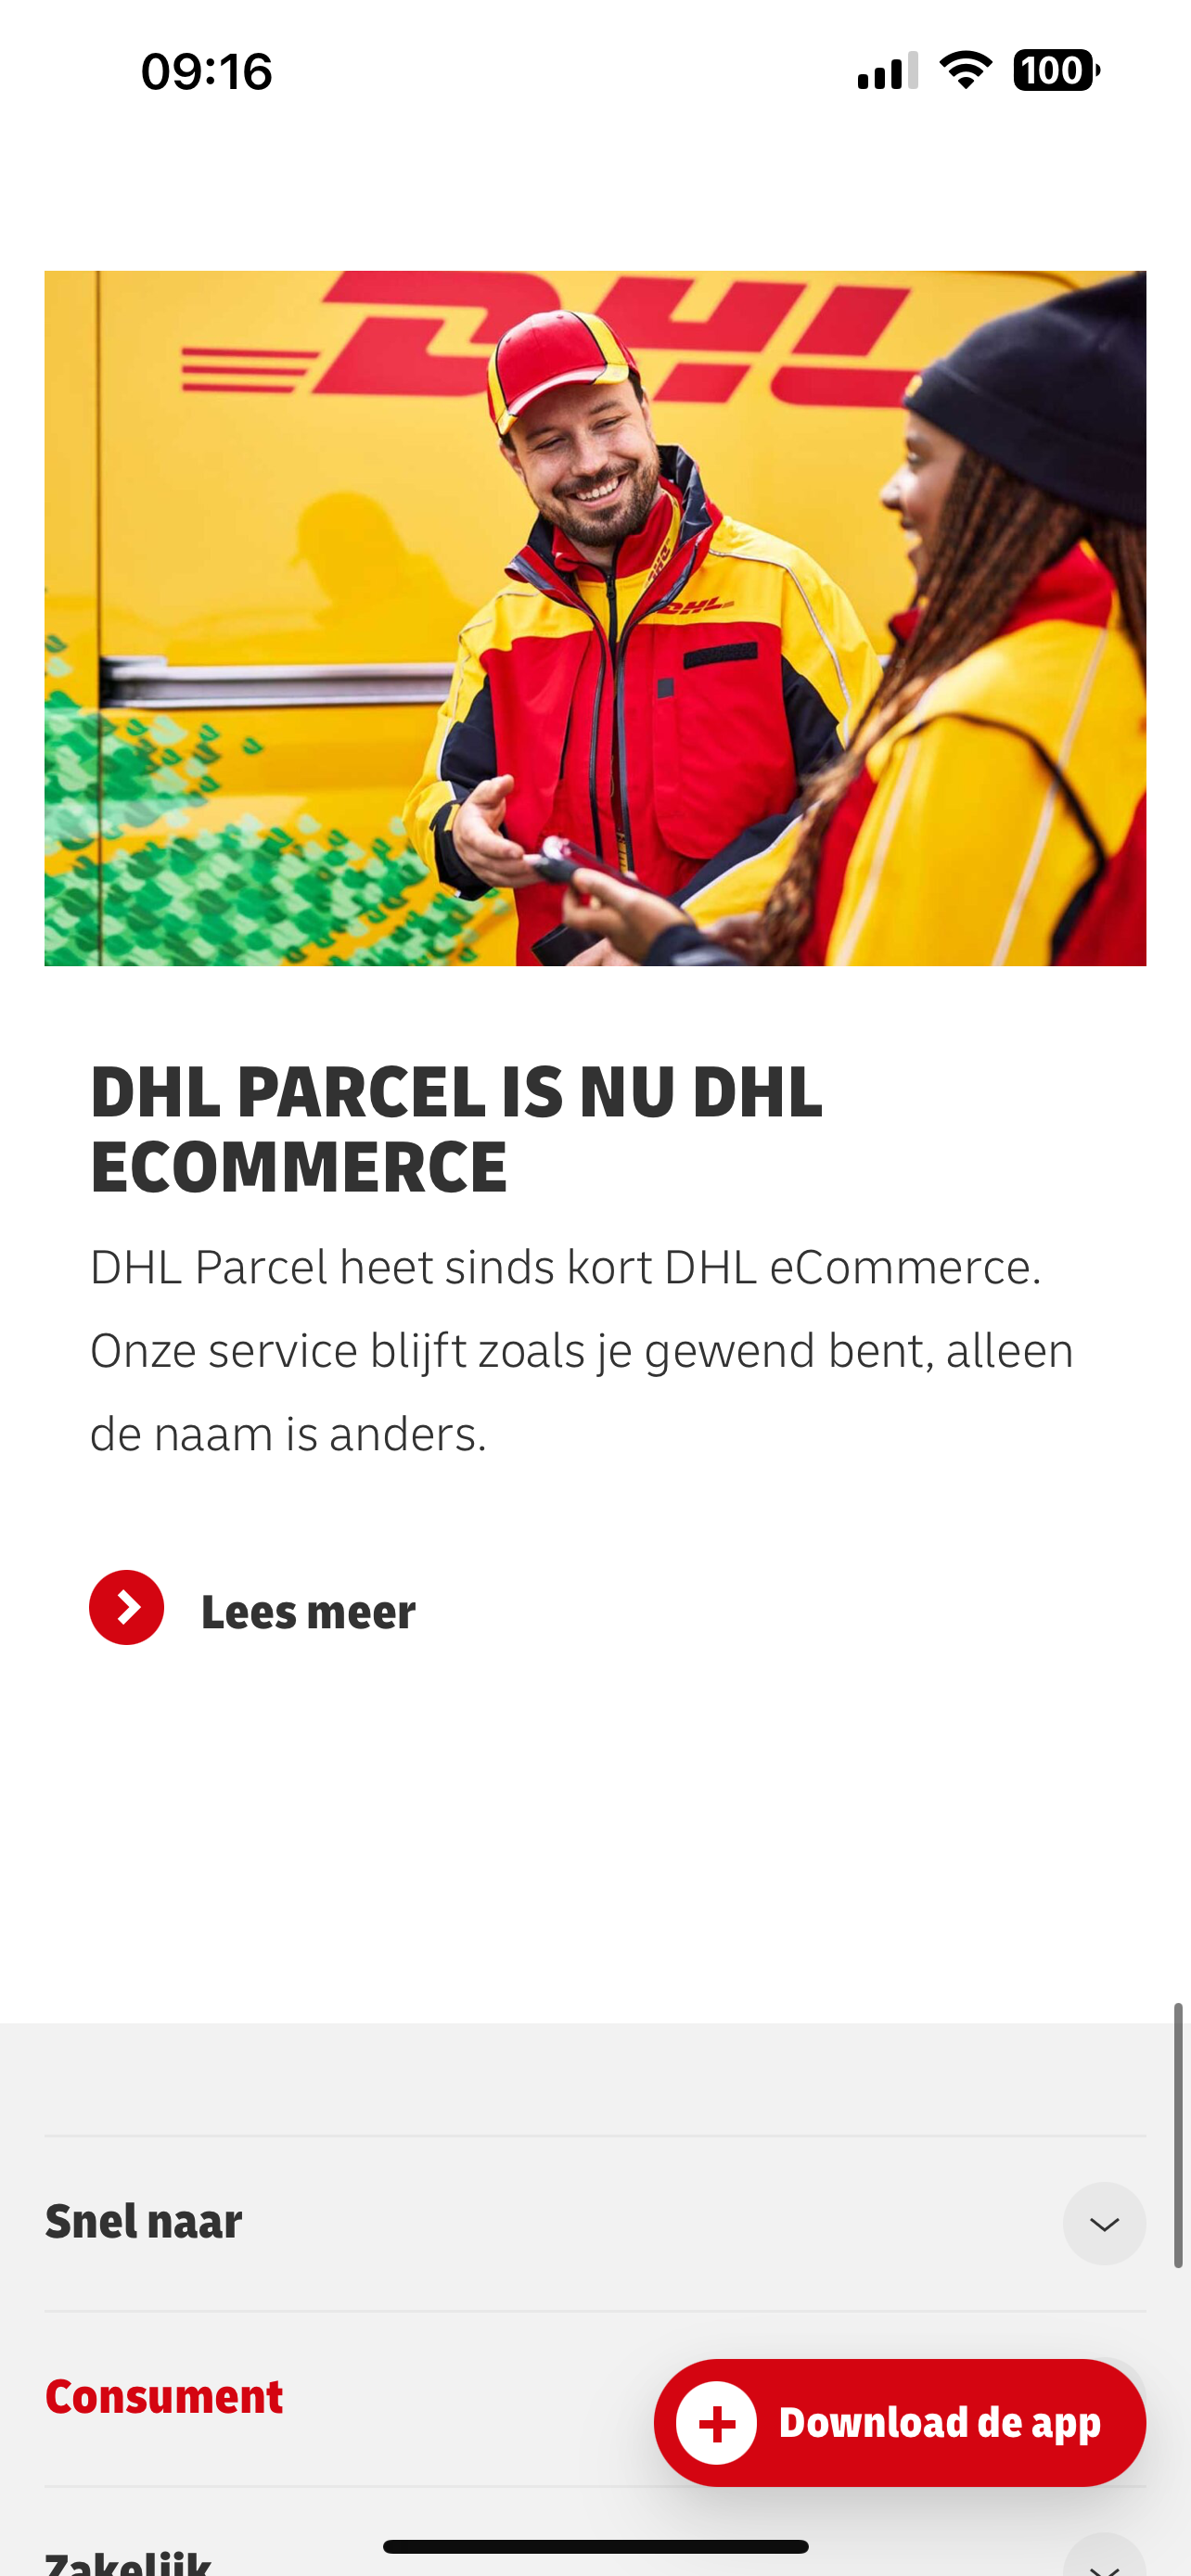 09:16
100
DHL
DHL
DHL
DHL PARCEL IS NU DHL
ECOMMERCE
DHL Parcel heet sinds kort DHL eCommerce.
Onze service blijft zoals je gewend bent, alleen
de naam is anders.
Lees meer
Snel naar
Consument
Download de app
Zakelijk